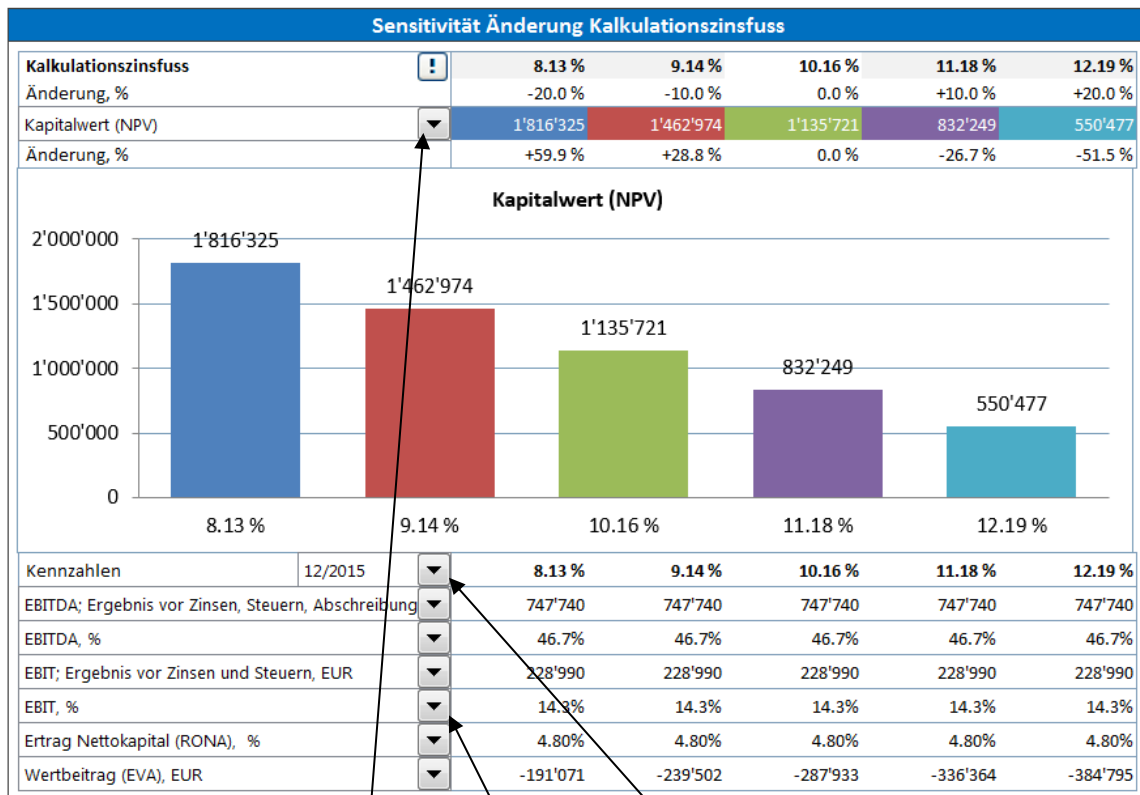 Sensitivität Änderung Kalkulationszinsfuss
Kalkulationszinsfuss ! 8.13 % 9.14 % 10.16 % 11.18 % 12.19 %
Änderung, % -20.0 % -10.0 % 0.0 % +10.0 % +20.0 %
Kapitalwert (NPV) 1'816'325 1'462'974 1'135'721 832'249 550'477
Änderung, % +59.9 % +28.8 % 0.0 % -26.7 % -51.5 %
Kapitalwert (NPV)
2'000'000
1'816'325
1'500'000
1'462'974
1'135'721
1'000'000
832'249
550'477
500'000
0
8.13 % 9.14 % 10.16 % 11.18 % 12.19 %
Kennzahlen 12/2015 8.13 % 9.14 % 10.16 % 11.18 % 12.19 %
EBITDA; Ergebnis vor Zinsen, Steuern, Abschreibung 747'740 747'740 747'740 747'740 747'740
EBITDA, % 46.7% 46.7% 46.7% 46.7% 46.7%
EBIT; Ergebnis vor Zinsen und Steuern, EUR 228'990 228'990 228'990 228'990 228'990
EBIT, % 14.3% 14.3% 14.3% 14.3% 14.3%
Ertrag Nettokapital (RONA), % 4.80% 4.80% 4.80% 4.80% 4.80%
Wertbeitrag (EVA), EUR -191'071 -239'502 -287'933 -336'364 -384'795